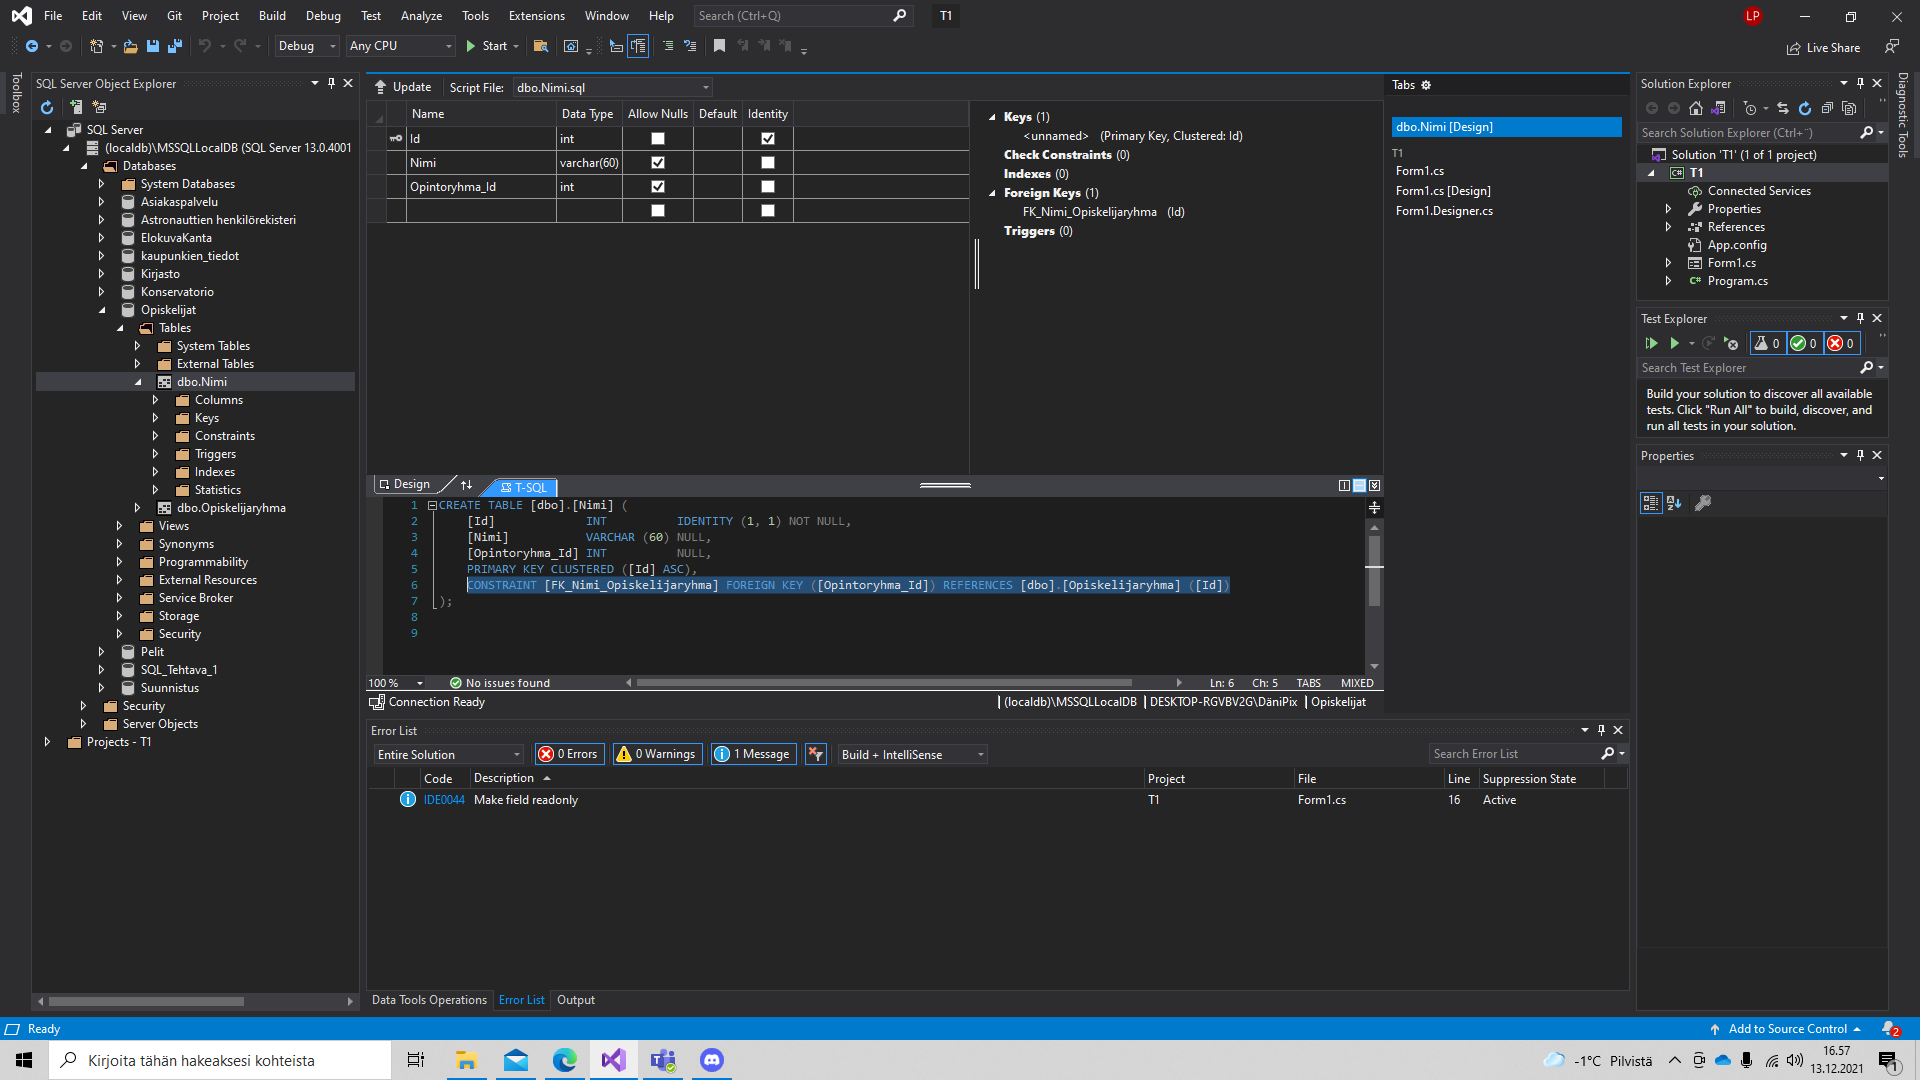 File Edit View Git Project Build Debug Test Analyze Tools Extensions Window Help Search (Ctrl+Q) T1 LP
Debug Any CPU Start Live Share
Toolbox
SQL Server Object Explorer
SQL Server
(localdb)\MSSQLLocalDB (SQL Server 13.0.4001
Databases
System Databases
Asiakaspalvelu
Astronauttien henkilörekisteri
ElokuvaKanta
kaupunkien_tiedot
Kirjasto
Konservatorio
Opiskelijat
Tables
System Tables
External Tables
dbo.Nimi
Columns
Keys
Constraints
Triggers
Indexes
Statistics
dbo.Opiskelijaryhma
Views
Synonyms
Programmability
External Resources
Service Broker
Storage
Security
Pelit
SQL_Tehtava_1
Suunnistus
Security
Server Objects
Projects - T1
Update Script File: dbo.Nimi.sql
Name Data Type Allow Nulls Default Identity
Id int
Nimi varchar(60)
Opintoryhma_Id int
Keys (1)
<unnamed> (Primary Key, Clustered: Id)
Check Constraints (0)
Indexes (0)
Foreign Keys (1)
FK_Nimi_Opiskelijaryhma (Id)
Triggers (0)
Design T-SQL
1 CREATE TABLE [dbo].[Nimi] (
2 [Id] INT IDENTITY (1, 1) NOT NULL,
3 [Nimi] VARCHAR (60) NULL,
4 [Opintoryhma_Id] INT NULL,
5 PRIMARY KEY CLUSTERED ([Id] ASC),
6 CONSTRAINT [FK_Nimi_Opiskelijaryhma] FOREIGN KEY ([Opintoryhma_Id]) REFERENCES [dbo].[Opiskelijaryhma] ([Id])
7 );
8
9
100 % No issues found Ln: 6 Ch: 5 TABS MIXED
Connection Ready (localdb)\MSSQLLocalDB DESKTOP-RGVBV2G\DäniPix Opiskelijat
Tabs
dbo.Nimi [Design]
T1
Form1.cs
Form1.cs [Design]
Form1.Designer.cs
Error List
Entire Solution 0 Errors 0 Warnings 1 Message Build + IntelliSense Search Error List
Code Description Project File Line Suppression State
IDE0044 Make field readonly T1 Form1.cs 16 Active
Data Tools Operations Error List Output
Solution Explorer
Search Solution Explorer (Ctrl+¨)
Solution 'T1' (1 of 1 project)
C# T1
Connected Services
Properties
References
App.config
Form1.cs
C# Program.cs
Test Explorer
0 0 0
Search Test Explorer
Build your solution to discover all available
tests. Click "Run All" to build, discover, and
run all tests in your solution.
Properties
Diagnostic Tools
Ready Add to Source Control 2
Kirjoita tähän hakeaksesi kohteista -1°C Pilvistä 16.57
13.12.2021 1